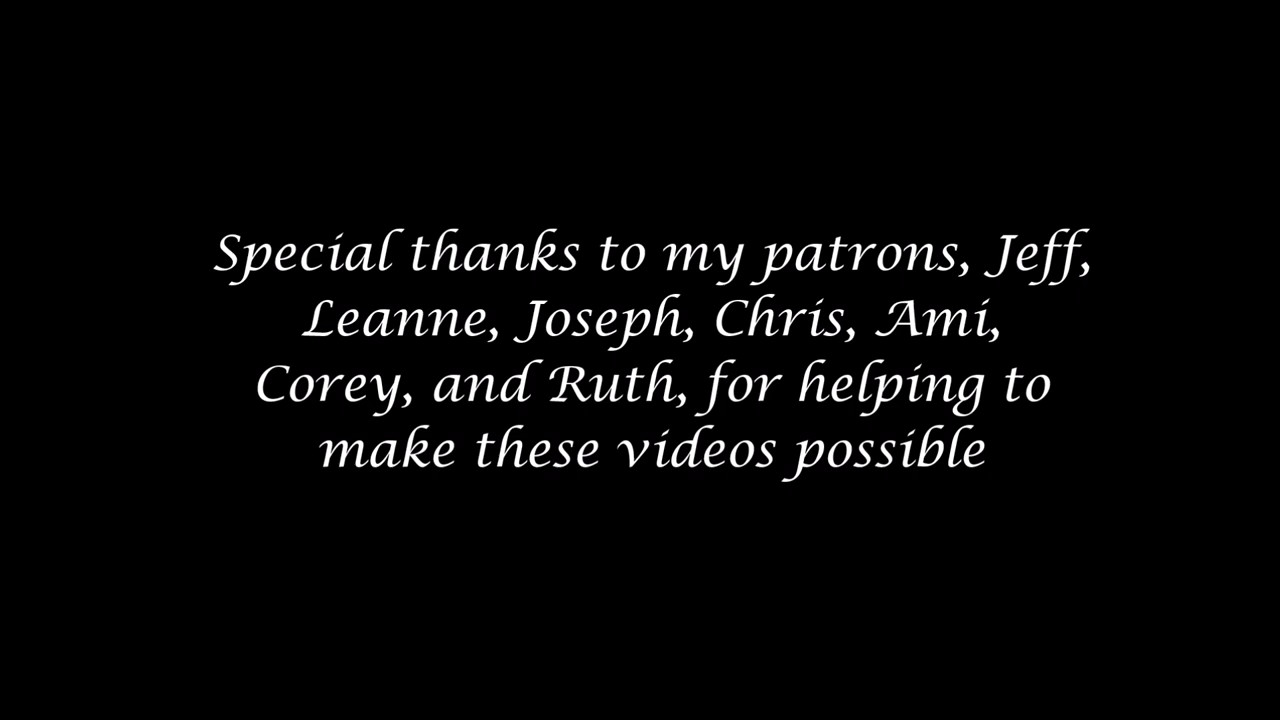 Special thanks to my patrons, Jeff,
Leanne, Joseph, Chris, Ami,
Corey, and Ruth, for helping to
make these videos possible